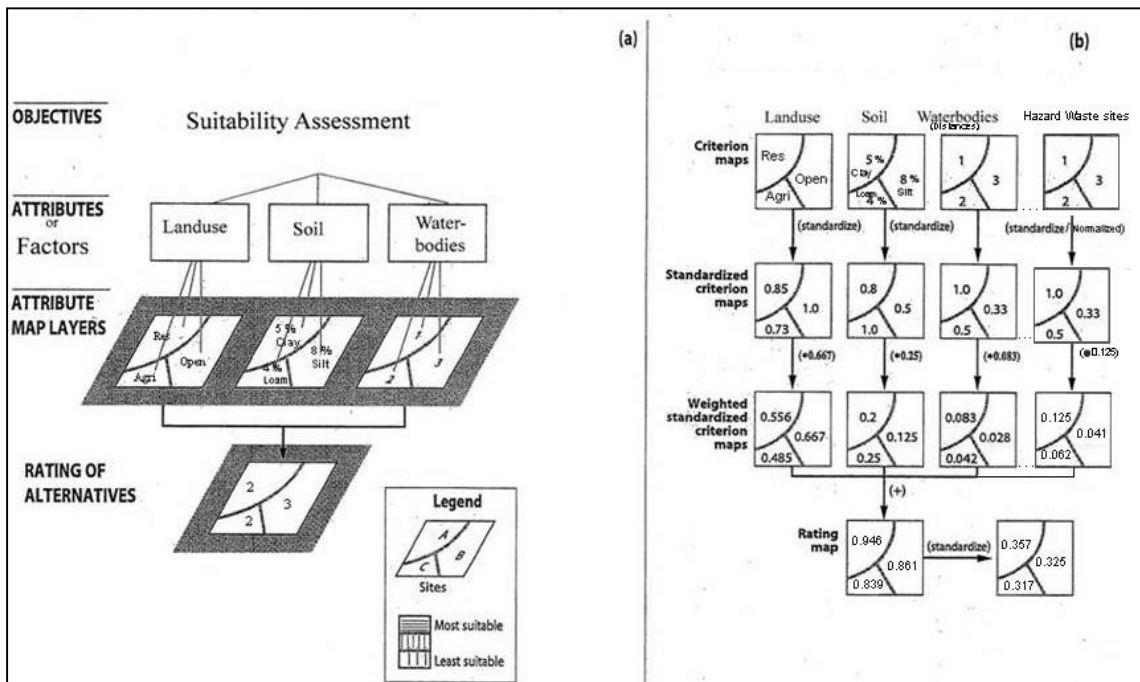 (a)
OBJECTIVES
Suitability Assessment
ATTRIBUTES
or
Factors
Landuse
Soil
Water-
bodies
ATTRIBUTE
MAP LAYERS
Res
Open
Agri
5 %
Clay
8 %
Silt
4 %
Loam
1
3
2
RATING OF
ALTERNATIVES
2
3
2
Legend
A
B
C
Sites
Most suitable
Least suitable
(b)
Landuse
Soil
Waterbodies
(Distances)
Hazard Waste sites
Criterion
maps
Res
Open
Agri
5 %
Clay
8 %
Silt
Loam
4 %
1
3
2
1
3
2
(standardize)
(standardize)
(standardize/Normalized)
Standardized
criterion maps
0.85
1.0
0.73
0.8
0.5
1.0
1.0
0.33
0.5
1.0
0.33
0.5
(*0.667)
(*0.25)
(*0.083)
0.125)
Weighted
standardized
criterion maps
0.556
0.667
0.485
0.2
0.125
0.25
0.083
0.028
0.042
0.125
0.041
0.062
(+)
Rating
map
0.946
0.861
0.839
(standardize)
0.357
0.325
0.317